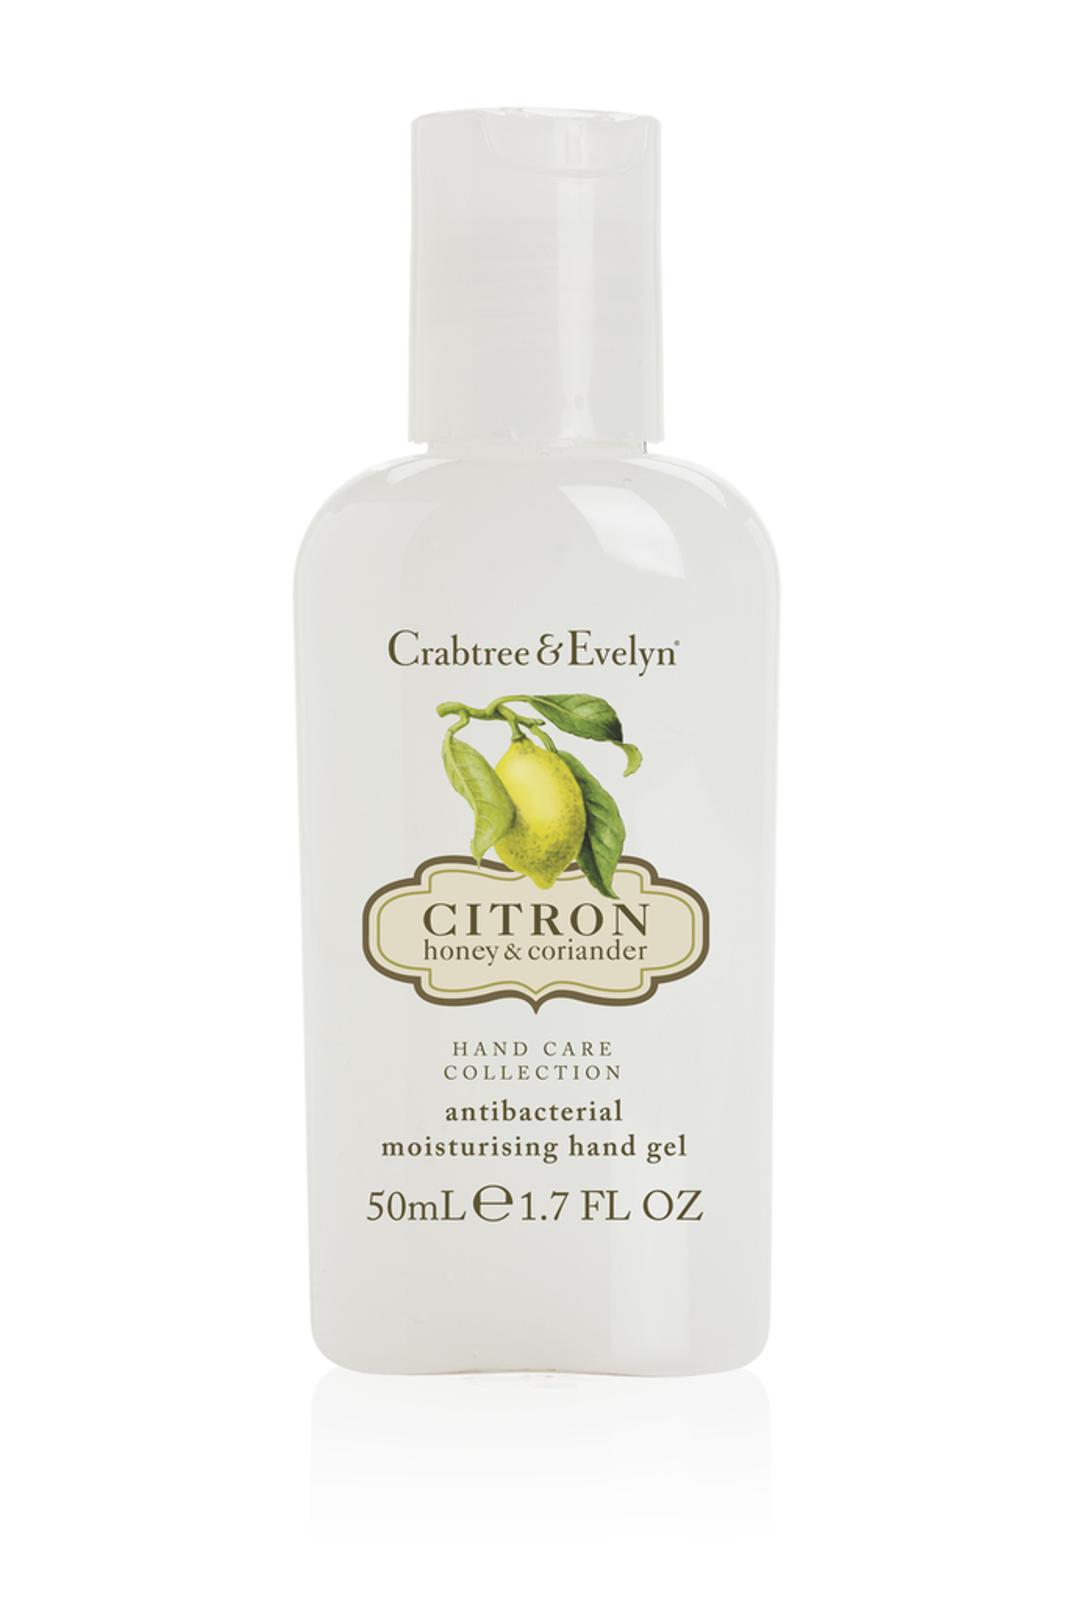 Crabtree & Evelyn®
CITRON
honey & coriander
HAND CARE
COLLECTION
antibacterial
moisturising hand gel
50mL ℮ 1.7 FL OZ